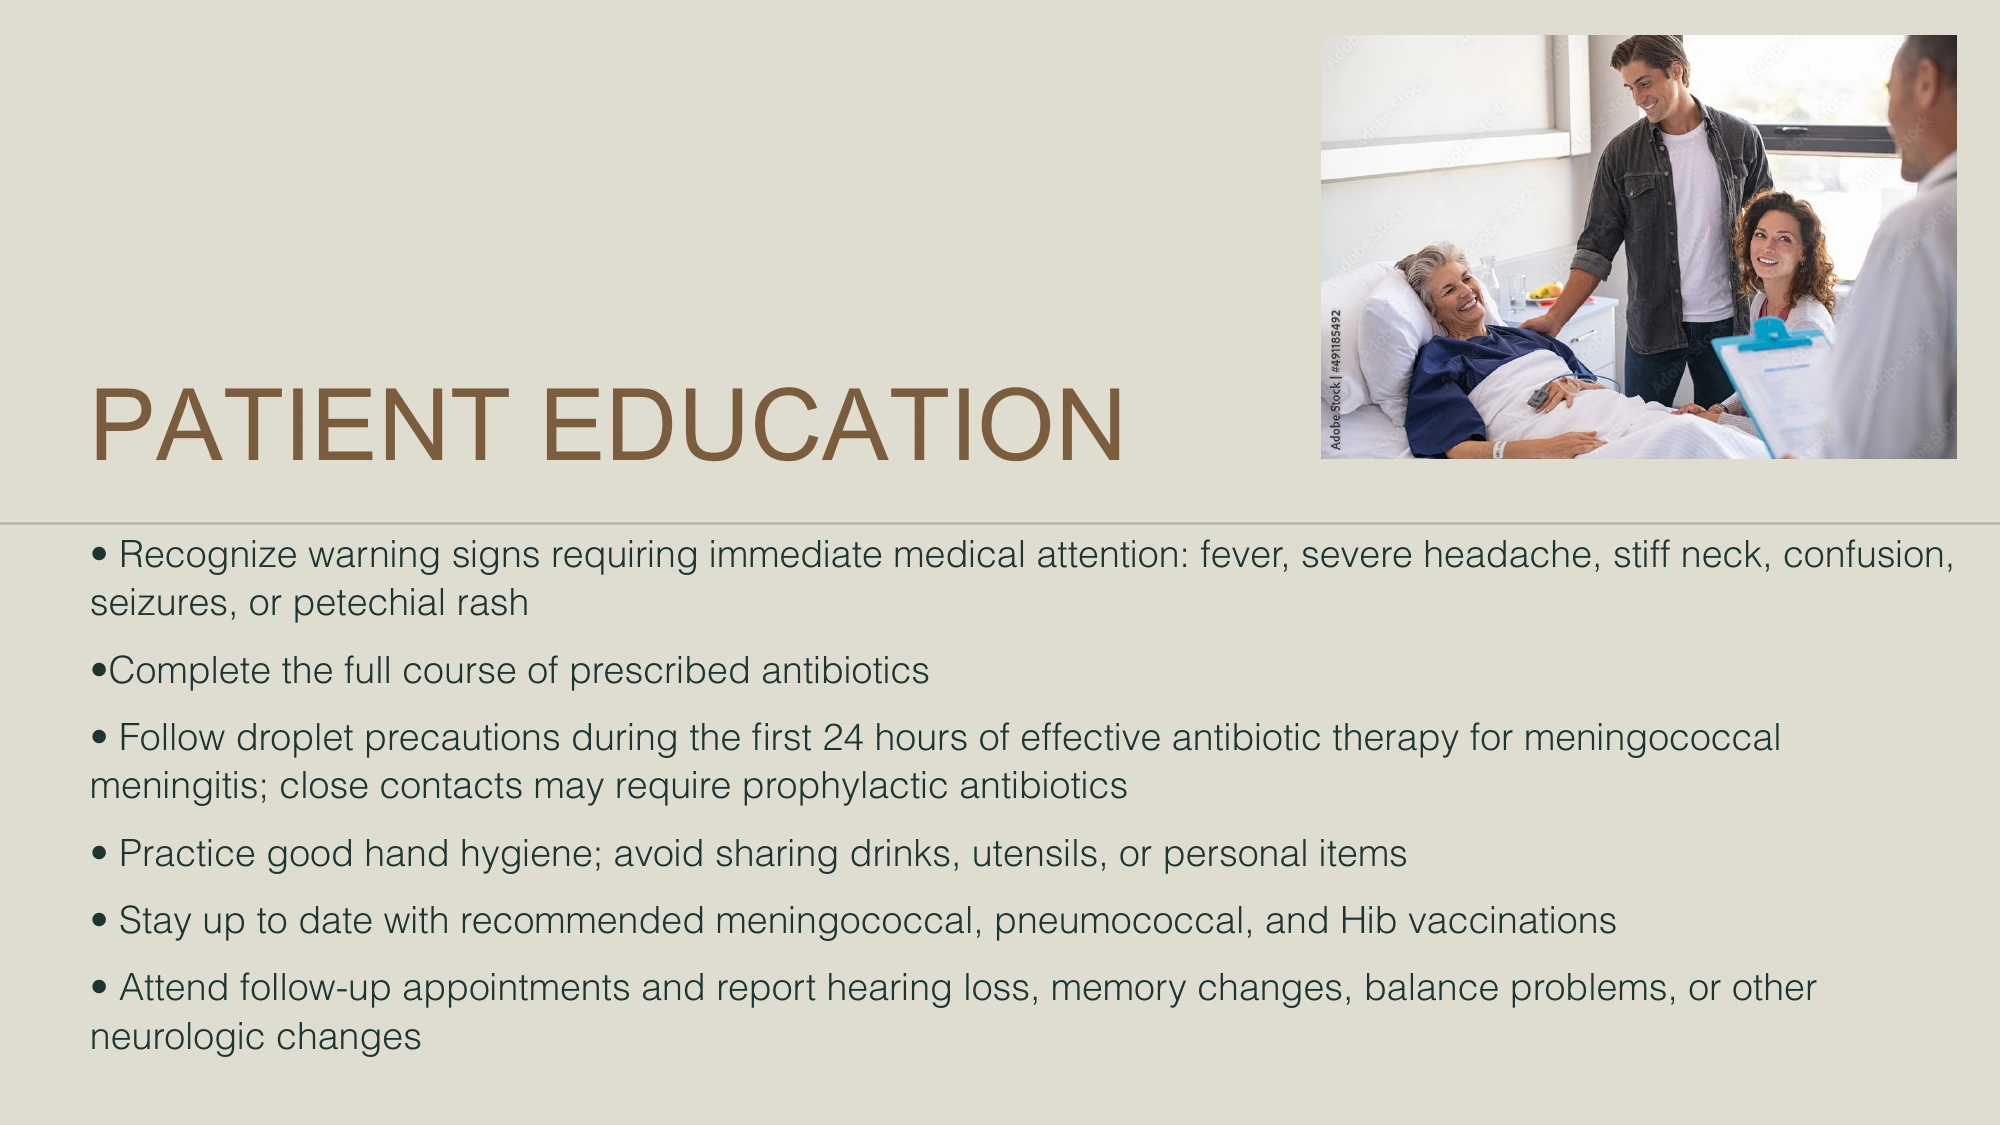 Adobe Stock | #491185492
PATIENT EDUCATION
• Recognize warning signs requiring immediate medical attention: fever, severe headache, stiff neck, confusion,
seizures, or petechial rash
•Complete the full course of prescribed antibiotics
• Follow droplet precautions during the first 24 hours of effective antibiotic therapy for meningococcal
meningitis; close contacts may require prophylactic antibiotics
• Practice good hand hygiene; avoid sharing drinks, utensils, or personal items
• Stay up to date with recommended meningococcal, pneumococcal, and Hib vaccinations
• Attend follow-up appointments and report hearing loss, memory changes, balance problems, or other
neurologic changes